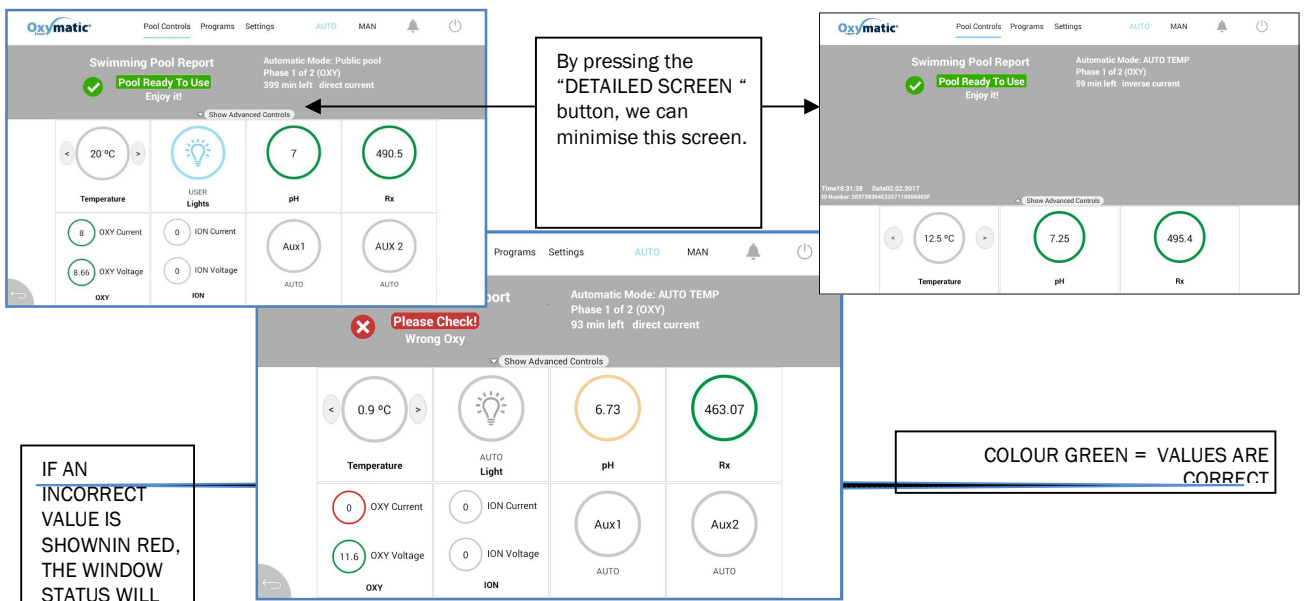 Oxymatic
Pool Controls Programs Settings AUTO MAN
Swimming Pool Report
Pool Ready To Use
Enjoy it!
Automatic Mode: Public pool
Phase 1 of 2 (OXY)
399 min left direct current
Show Advanced Controls
< 20 ºC >
Temperature
USER
Lights
7
pH
490.5
Rx
8 OXY Current
8.66 OXY Voltage
OXY
0 ION Current
0 ION Voltage
ION
Aux1
AUTO
AUX 2
AUTO
By pressing the
“DETAILED SCREEN “
button, we can
minimise this screen.
Oxymatic
Pool Controls Programs Settings AUTO MAN
Swimming Pool Report
Pool Ready To Use
Enjoy it!
Automatic Mode: AUTO TEMP
Phase 1 of 2 (OXY)
59 min left inverse current
Time16:31:38 Date02.02.2017
Show Advanced Controls
< 12.5 ºC >
Temperature
7.25
pH
495.4
Rx
Programs Settings AUTO MAN
port
Please Check!
Wrong Oxy
Automatic Mode: AUTO TEMP
Phase 1 of 2 (OXY)
93 min left direct current
Show Advanced Controls
< 0.9 ºC >
Temperature
AUTO
Light
6.73
pH
463.07
Rx
0 OXY Current
11.6 OXY Voltage
OXY
0 ION Current
0 ION Voltage
ION
Aux1
AUTO
Aux2
AUTO
IF AN
INCORRECT
VALUE IS
SHOWNIN RED,
THE WINDOW
STATUS WILL
COLOUR GREEN = VALUES ARE
CORRECT